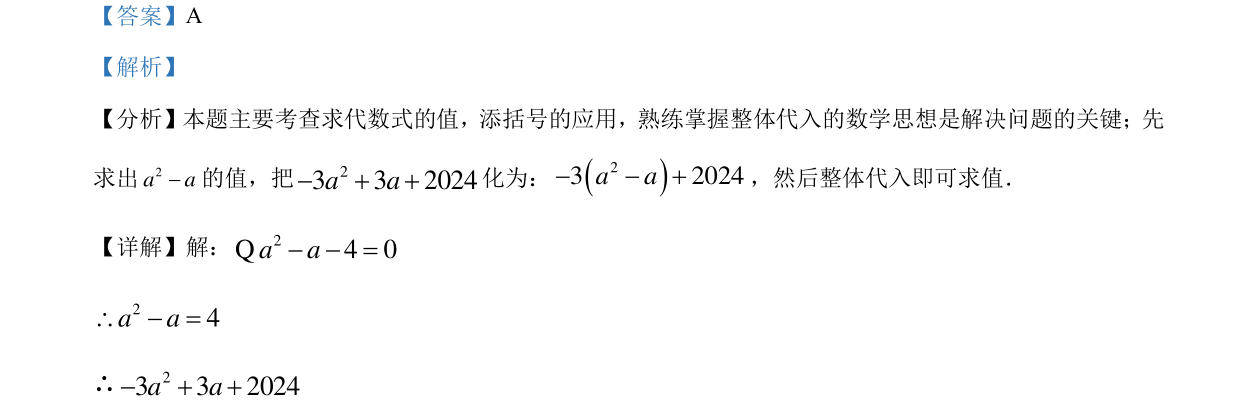 【答案】A
【解析】
【分析】本题主要考查求代数式的值，添括号的应用，熟练掌握整体代入的数学思想是解决问题的关键；先
求出 a² − a 的值，把 −3a² + 3a + 2024 化为：−3(a² − a) + 2024，然后整体代入即可求值．
【详解】解：Q a² − a − 4 = 0
∴ a² − a = 4
∴ −3a² + 3a + 2024